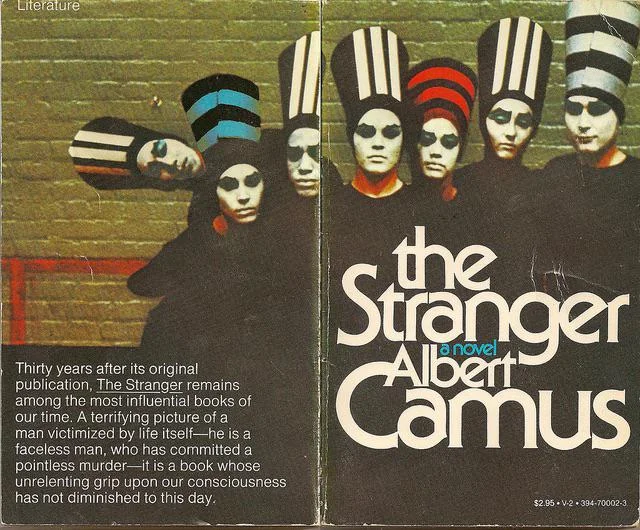 Literature
Thirty years after its original
publication, The Stranger remains
among the most influential books of
our time. A terrifying picture of a
man victimized by life itself—he is a
faceless man, who has committed a
pointless murder—it is a book whose
unrelenting grip upon our consciousness
has not diminished to this day.
the
Stranger
a novel
Albert
Camus
$2.95 • V-2 • 394-70002-3